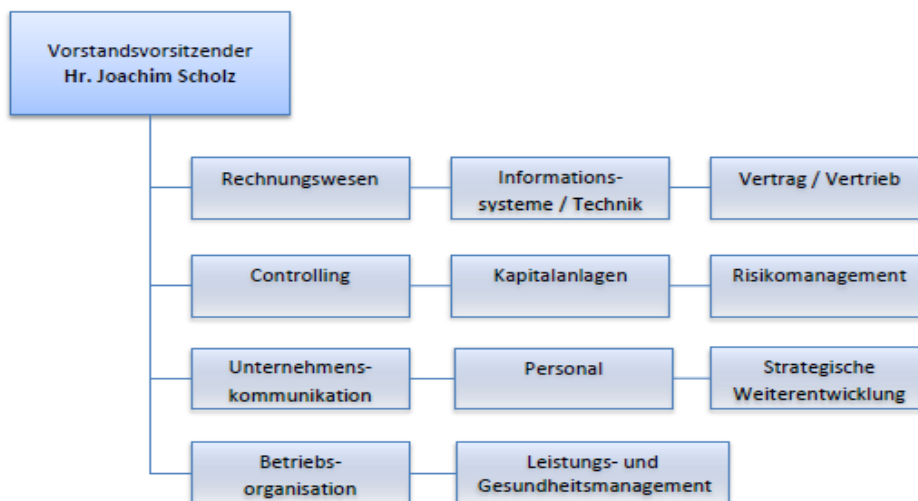 Vorstandsvorsitzender
Hr. Joachim Scholz
Rechnungswesen
Informations-
systeme / Technik
Vertrag / Vertrieb
Controlling
Kapitalanlagen
Risikomanagement
Unternehmens-
kommunikation
Personal
Strategische
Weiterentwicklung
Betriebs-
organisation
Leistungs- und
Gesundheitsmanagement